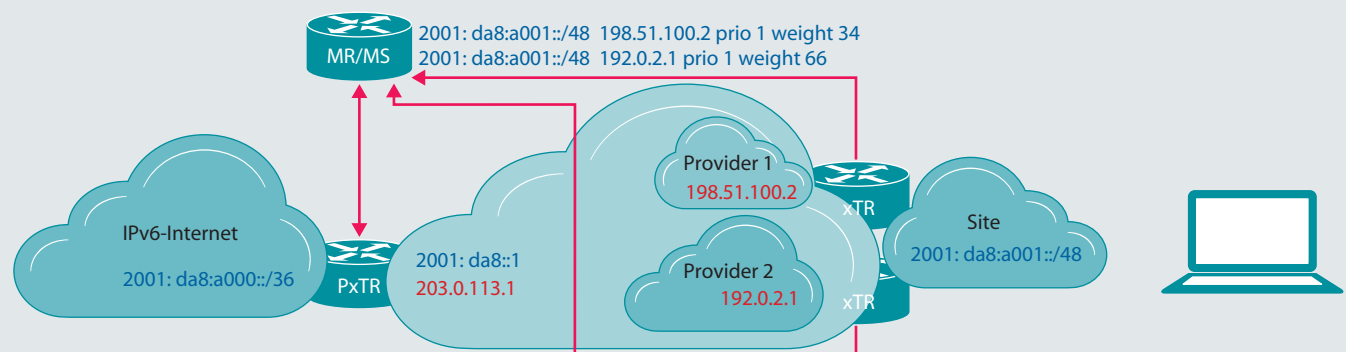 2001: da8:a001::/48 198.51.100.2 prio 1 weight 34
2001: da8:a001::/48 192.0.2.1 prio 1 weight 66
MR/MS
Provider 1
198.51.100.2
xTR
IPv6-Internet
2001: da8:a000::/36
PxTR
2001: da8::1
203.0.113.1
Provider 2
192.0.2.1
xTR
Site
2001: da8:a001::/48